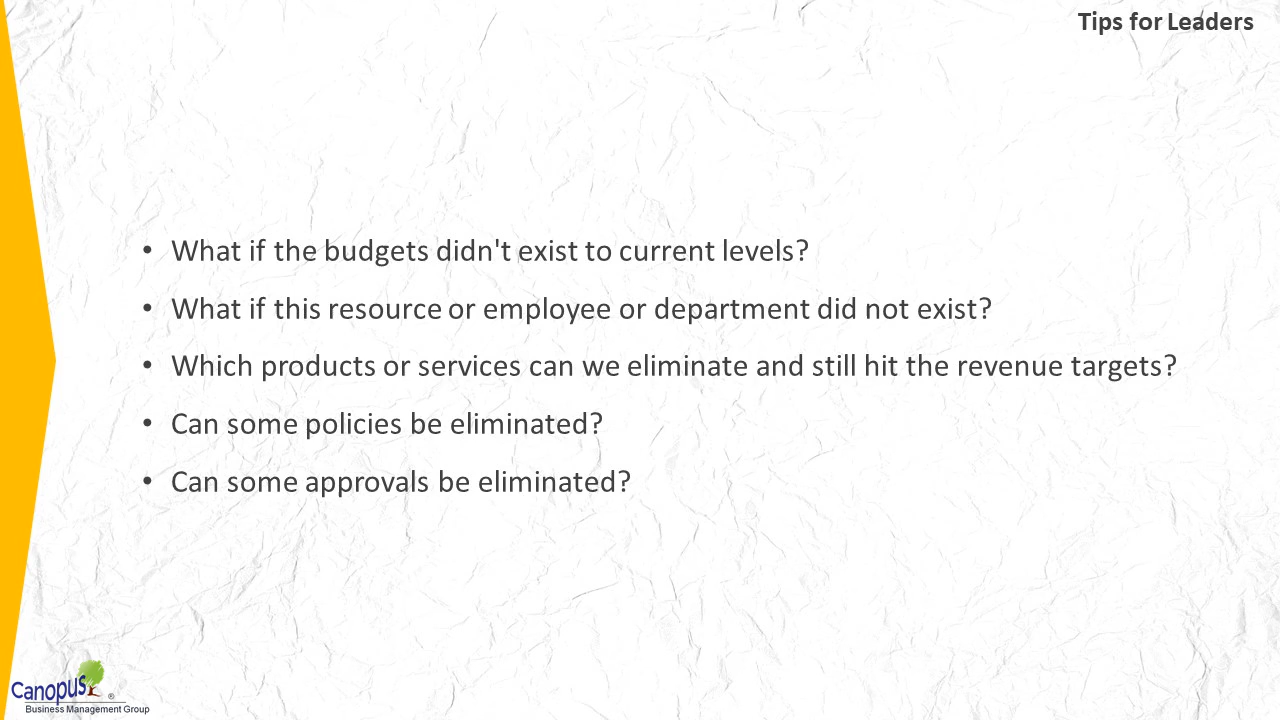 Tips for Leaders
• What if the budgets didn't exist to current levels?
• What if this resource or employee or department did not exist?
• Which products or services can we eliminate and still hit the revenue targets?
• Can some policies be eliminated?
• Can some approvals be eliminated?
Canopus ®
Business Management Group